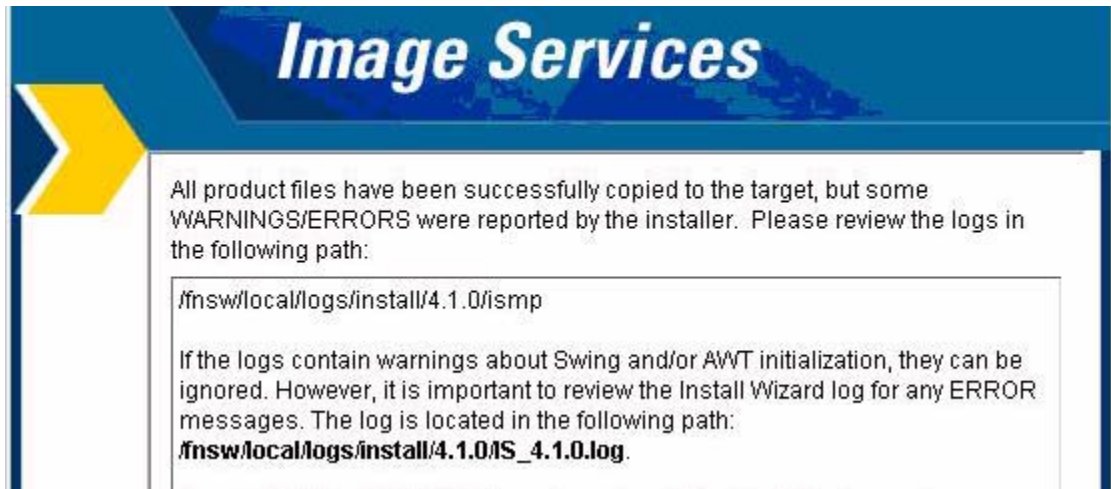 Image Services
All product files have been successfully copied to the target, but some
WARNINGS/ERRORS were reported by the installer.  Please review the logs in
the following path:
/fnsw/local/logs/install/4.1.0/ismp
If the logs contain warnings about Swing and/or AWT initialization, they can be
ignored. However, it is important to review the Install Wizard log for any ERROR
messages. The log is located in the following path:
/fnsw/local/logs/install/4.1.0/IS_4.1.0.log.